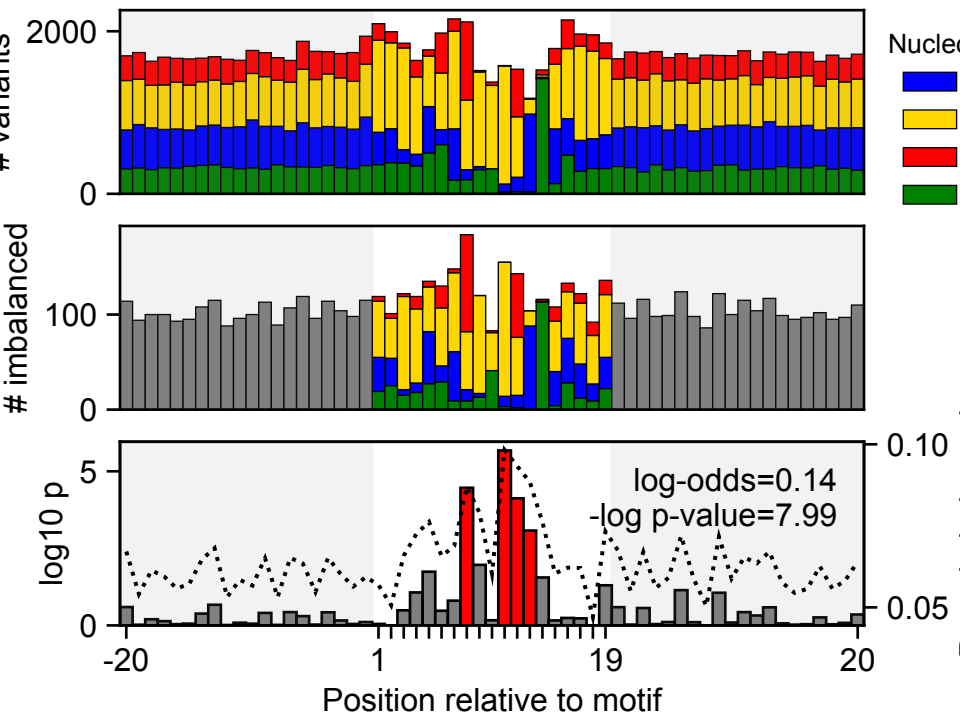 2000
0
# variants
Nucleo
100
0
# imbalanced
5
0
log10 p
log-odds=0.14
-log p-value=7.99
0.10
0.05
-20
1
19
20
Position relative to motif